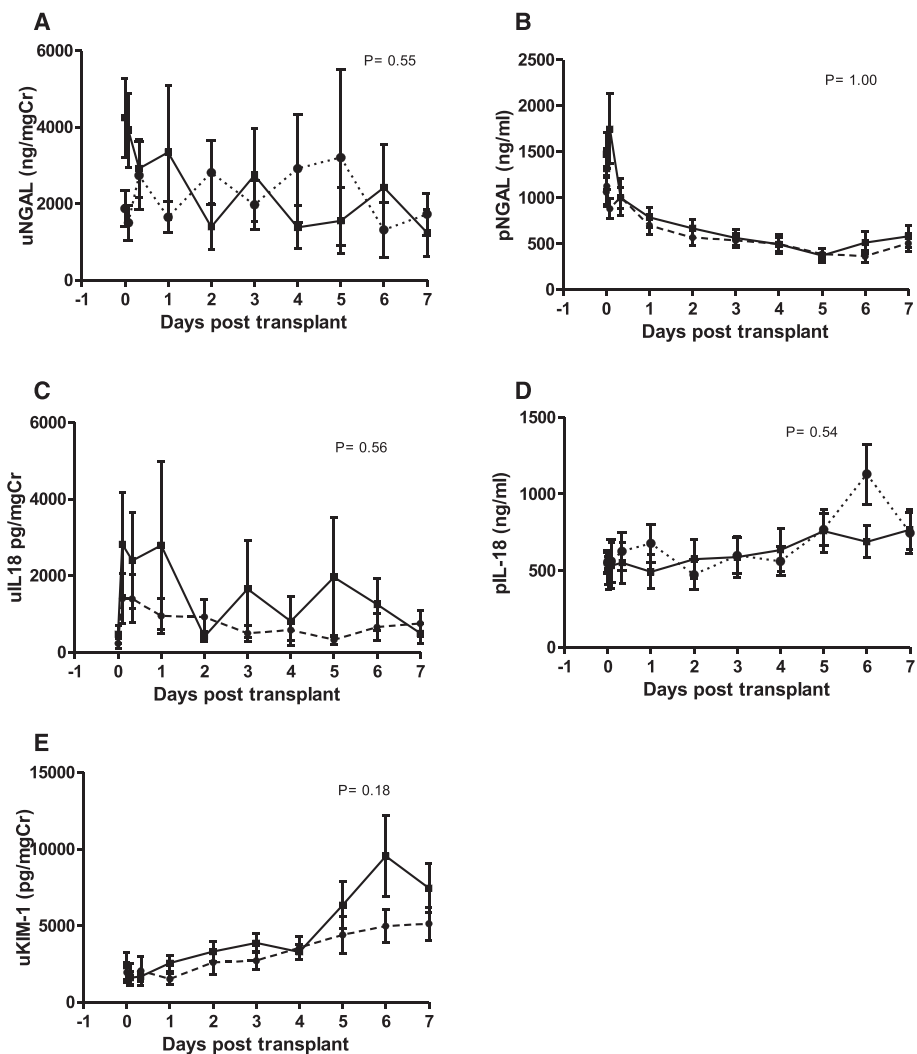 A
uNGAL (ng/mgCr)
6000
4000
2000
0
P= 0.55
-1 0 1 2 3 4 5 6 7
Days post transplant
B
pNGAL (ng/ml)
2500
2000
1500
1000
500
0
P= 1.00
-1 0 1 2 3 4 5 6 7
Days post transplant
C
uIL18 pg/mgCr
6000
4000
2000
0
P= 0.56
-1 0 1 2 3 4 5 6 7
Days post transplant
D
pIL-18 (ng/ml)
1500
1000
500
0
P= 0.54
-1 0 1 2 3 4 5 6 7
Days post transplant
E
uKIM-1 (pg/mgCr)
15000
10000
5000
0
P= 0.18
-1 0 1 2 3 4 5 6 7
Days post transplant